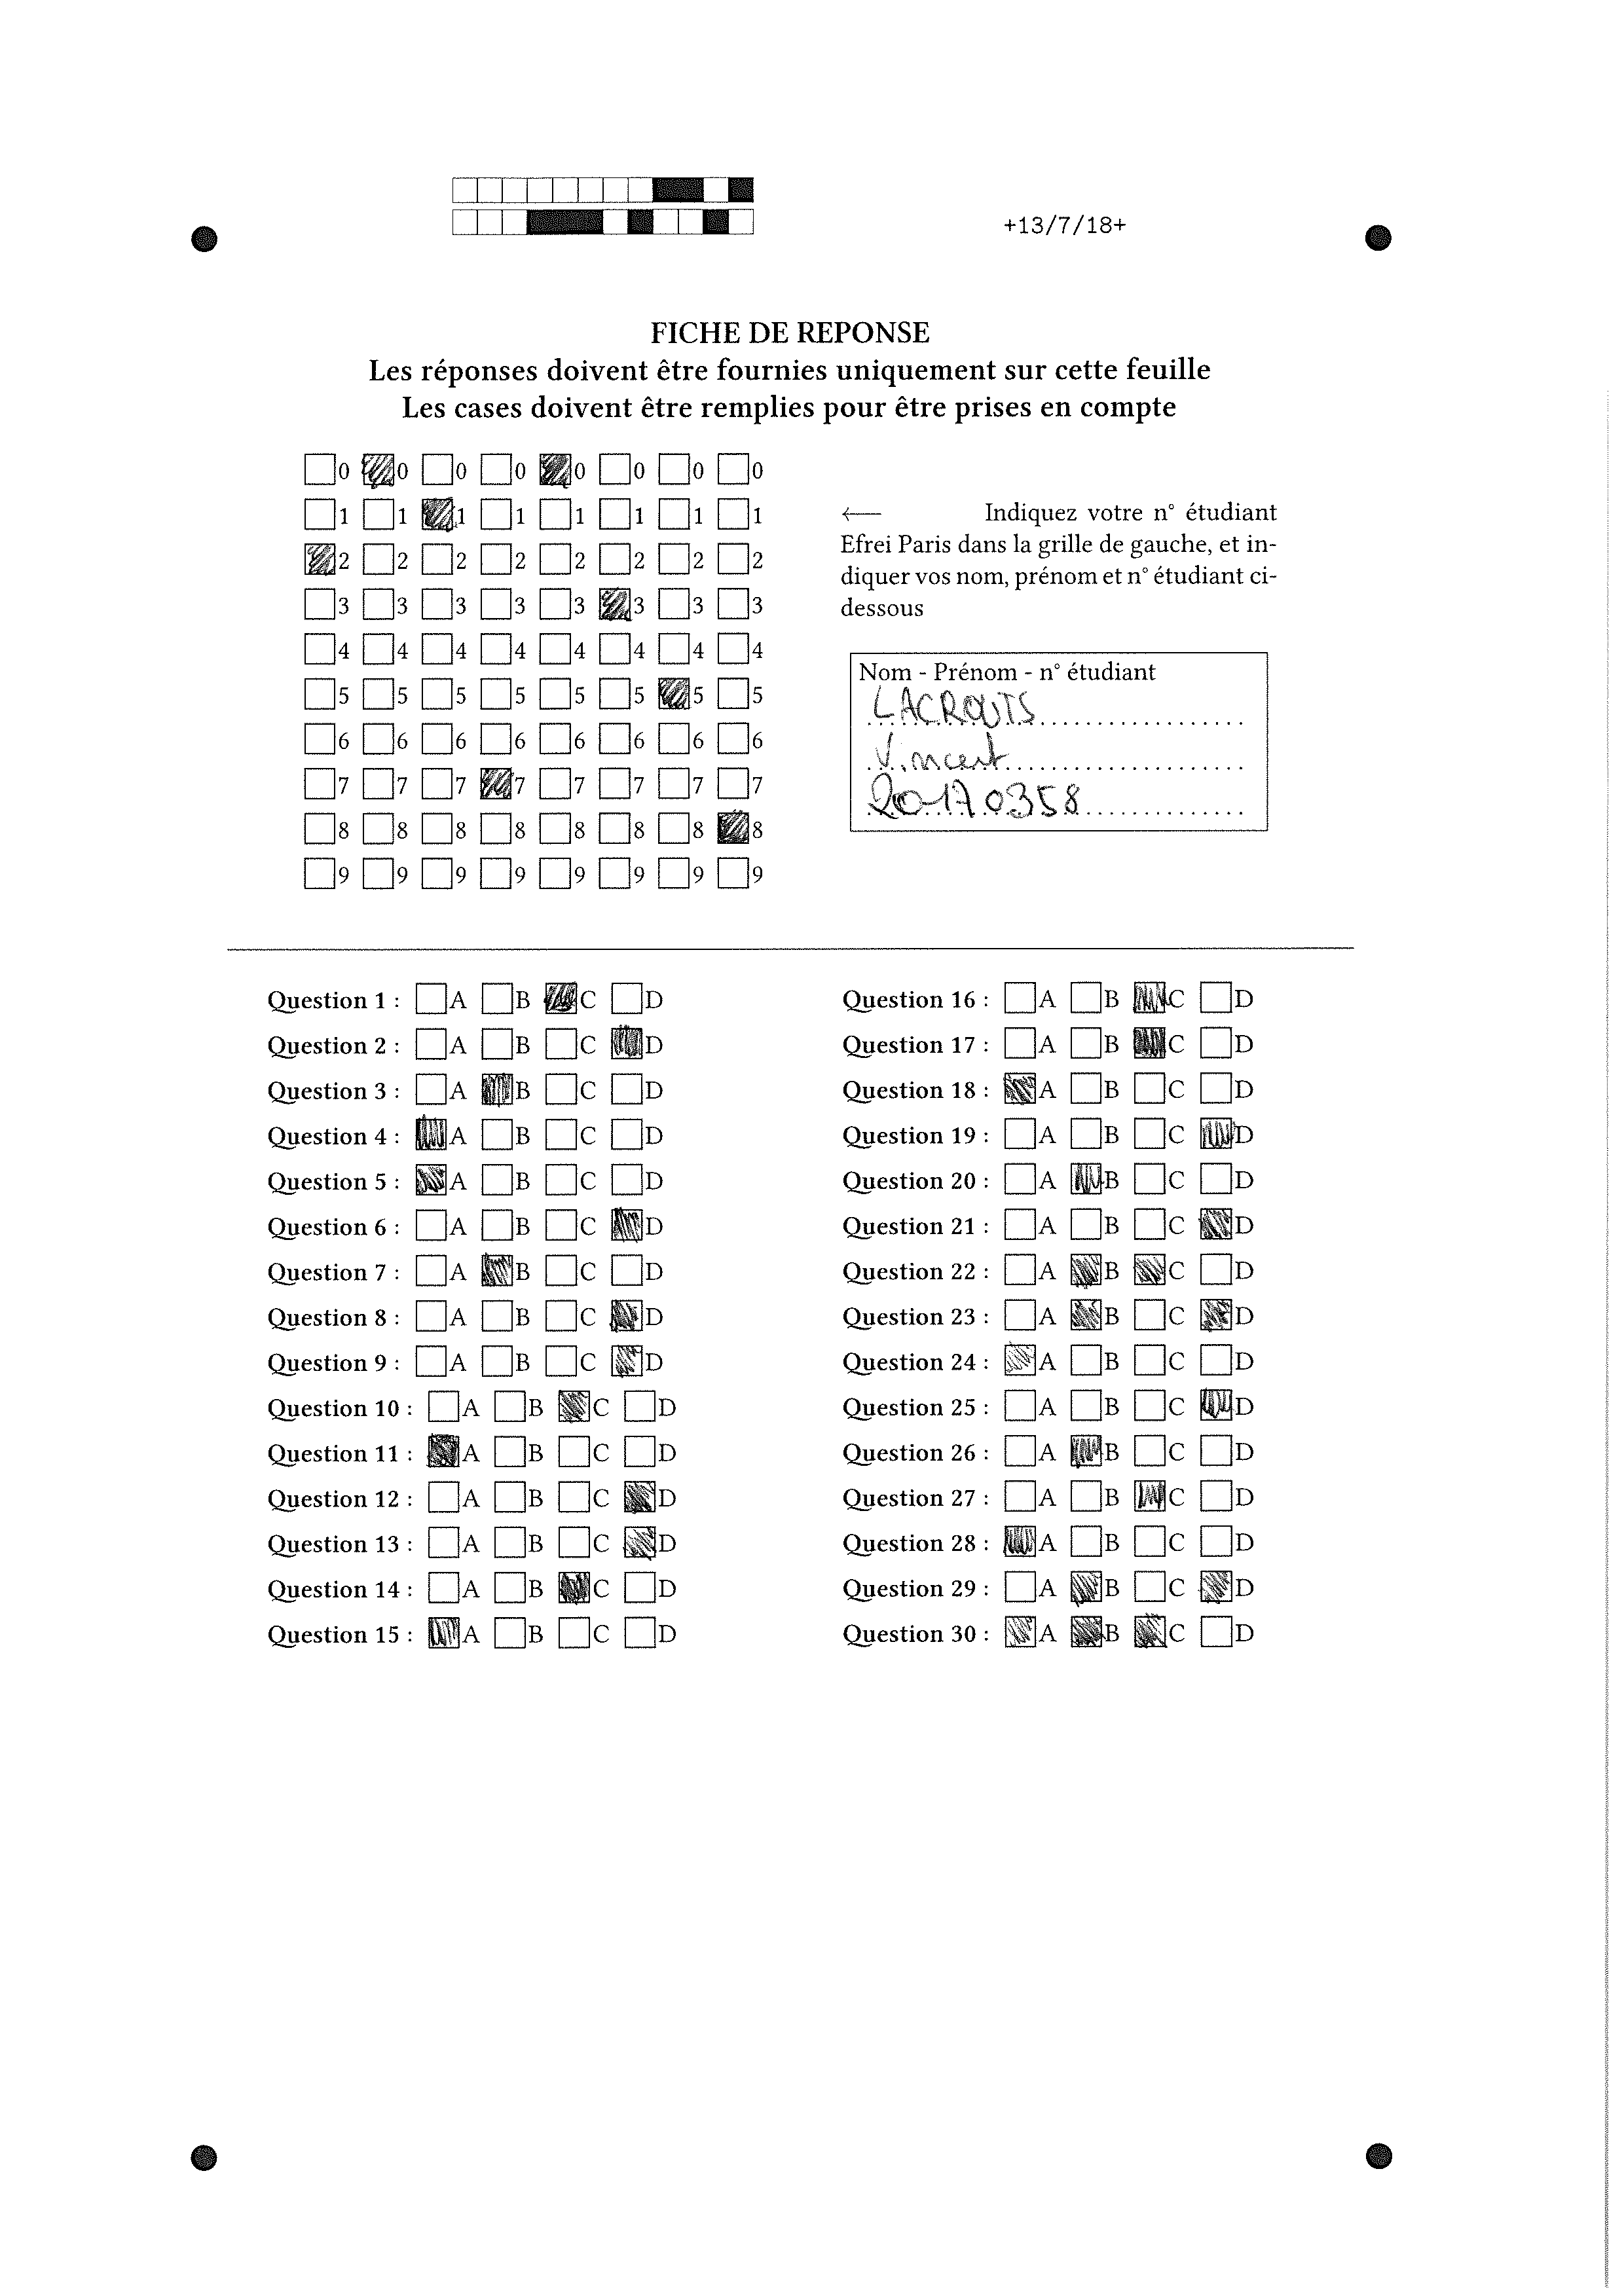 +13/7/18+
FICHE DE REPONSE
Les réponses doivent être fournies uniquement sur cette feuille
Les cases doivent être remplies pour être prises en compte
0 0 0 0 0 0 0 0
1 1 1 1 1 1 1 1
2 2 2 2 2 2 2 2
3 3 3 3 3 3 3 3
4 4 4 4 4 4 4 4
5 5 5 5 5 5 5 5
6 6 6 6 6 6 6 6
7 7 7 7 7 7 7 7
8 8 8 8 8 8 8 8
9 9 9 9 9 9 9 9
← Indiquez votre n° étudiant
Efrei Paris dans la grille de gauche, et in-
diquer vos nom, prénom et n° étudiant ci-
dessous
Nom - Prénom - n° étudiant
LACROUTS
Vincent
20170358
Question 1 : A B C D
Question 2 : A B C D
Question 3 : A B C D
Question 4 : A B C D
Question 5 : A B C D
Question 6 : A B C D
Question 7 : A B C D
Question 8 : A B C D
Question 9 : A B C D
Question 10 : A B C D
Question 11 : A B C D
Question 12 : A B C D
Question 13 : A B C D
Question 14 : A B C D
Question 15 : A B C D
Question 16 : A B C D
Question 17 : A B C D
Question 18 : A B C D
Question 19 : A B C D
Question 20 : A B C D
Question 21 : A B C D
Question 22 : A B C D
Question 23 : A B C D
Question 24 : A B C D
Question 25 : A B C D
Question 26 : A B C D
Question 27 : A B C D
Question 28 : A B C D
Question 29 : A B C D
Question 30 : A B C D